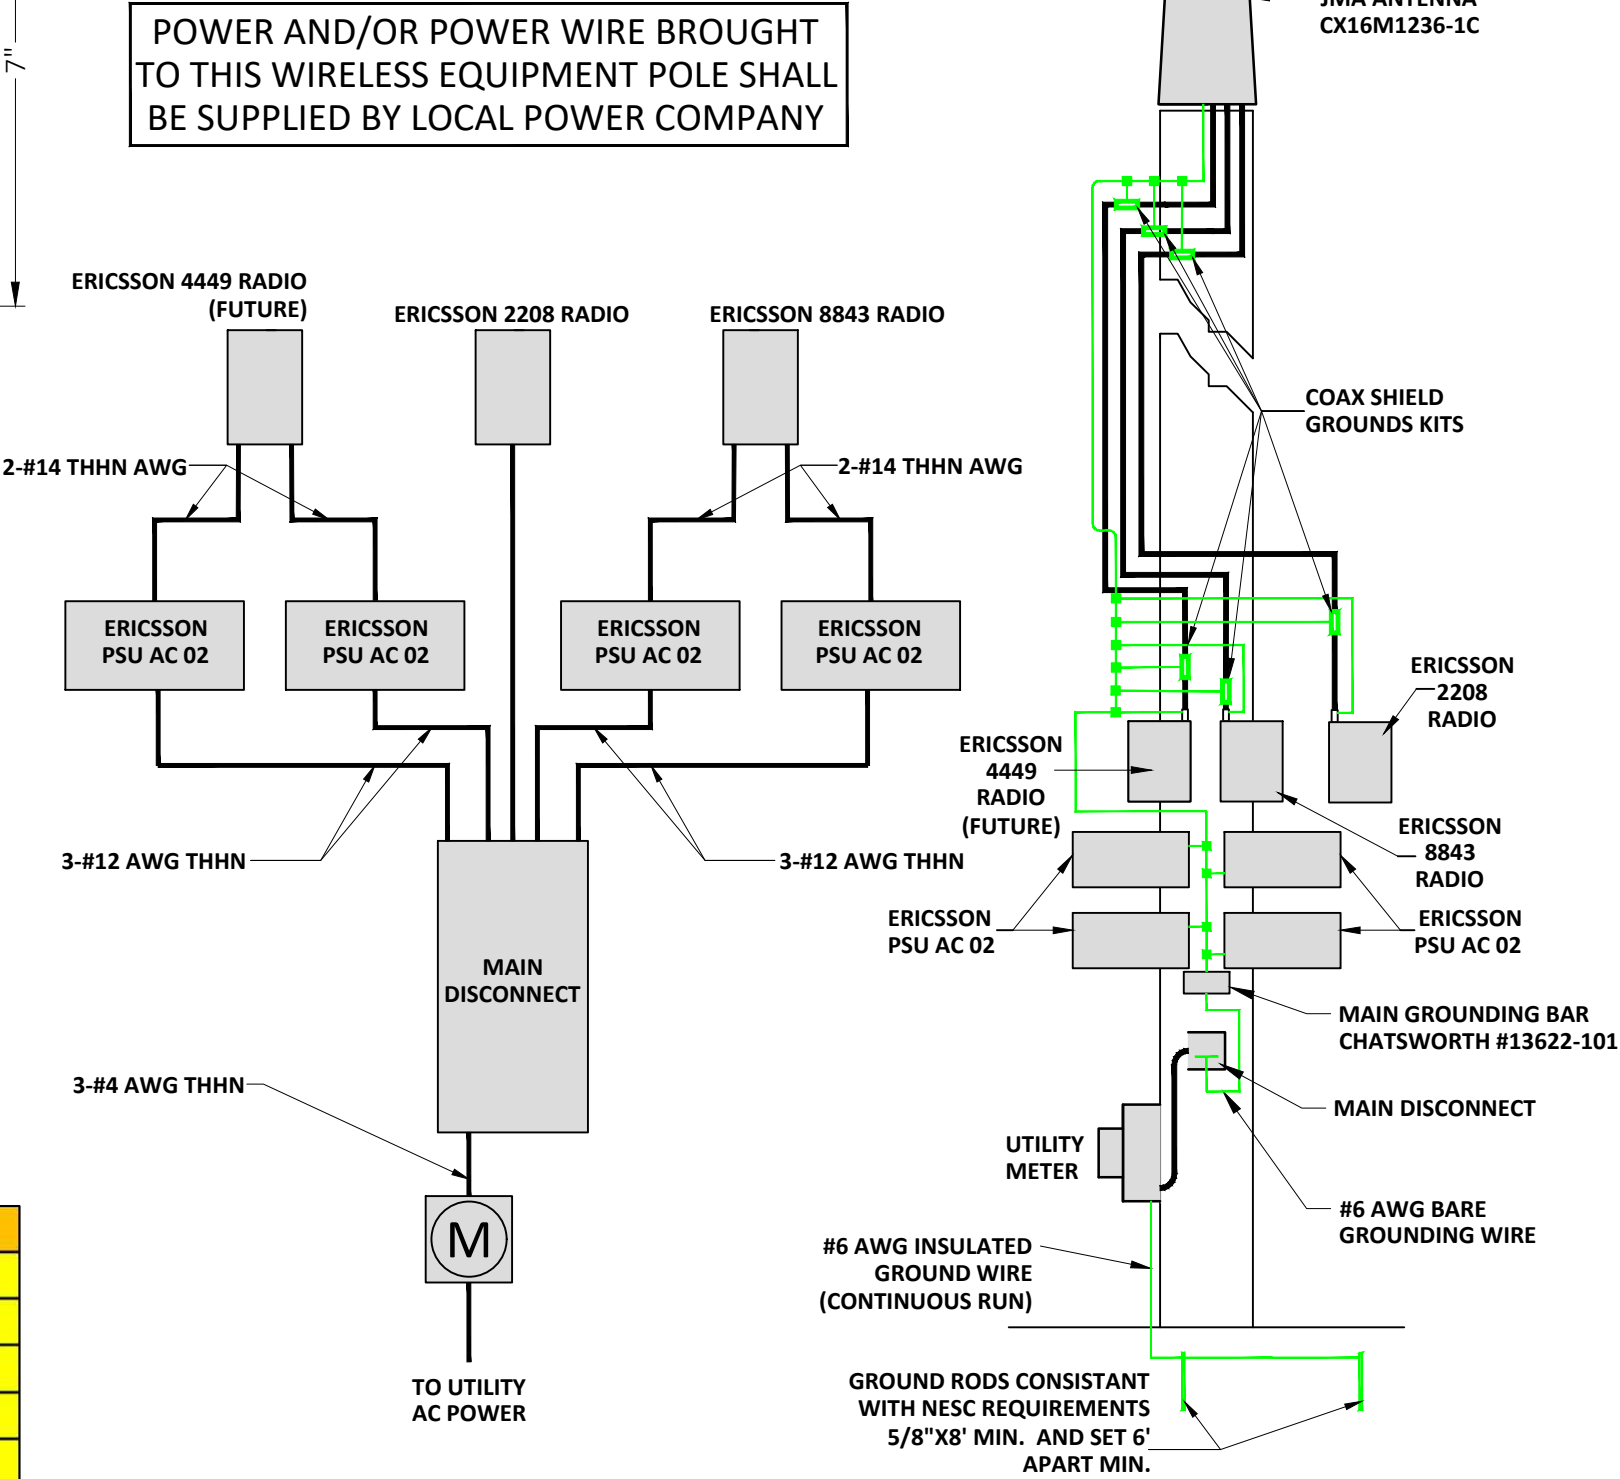 7"
POWER AND/OR POWER WIRE BROUGHT
TO THIS WIRELESS EQUIPMENT POLE SHALL
BE SUPPLIED BY LOCAL POWER COMPANY
JMA ANTENNA
CX16M1236-1C
ERICSSON 4449 RADIO
(FUTURE)
ERICSSON 2208 RADIO
ERICSSON 8843 RADIO
2-#14 THHN AWG
2-#14 THHN AWG
ERICSSON
PSU AC 02
ERICSSON
PSU AC 02
ERICSSON
PSU AC 02
ERICSSON
PSU AC 02
3-#12 AWG THHN
3-#12 AWG THHN
MAIN
DISCONNECT
3-#4 AWG THHN
M
TO UTILITY
AC POWER
COAX SHIELD
GROUNDS KITS
ERICSSON
2208
RADIO
ERICSSON
4449
RADIO
(FUTURE)
ERICSSON
8843
RADIO
ERICSSON
PSU AC 02
ERICSSON
PSU AC 02
MAIN GROUNDING BAR
CHATSWORTH #13622-101
MAIN DISCONNECT
UTILITY
METER
#6 AWG BARE
GROUNDING WIRE
#6 AWG INSULATED
GROUND WIRE
(CONTINUOUS RUN)
GROUND RODS CONSISTANT
WITH NESC REQUIREMENTS
5/8"X8' MIN.  AND SET 6'
APART MIN.